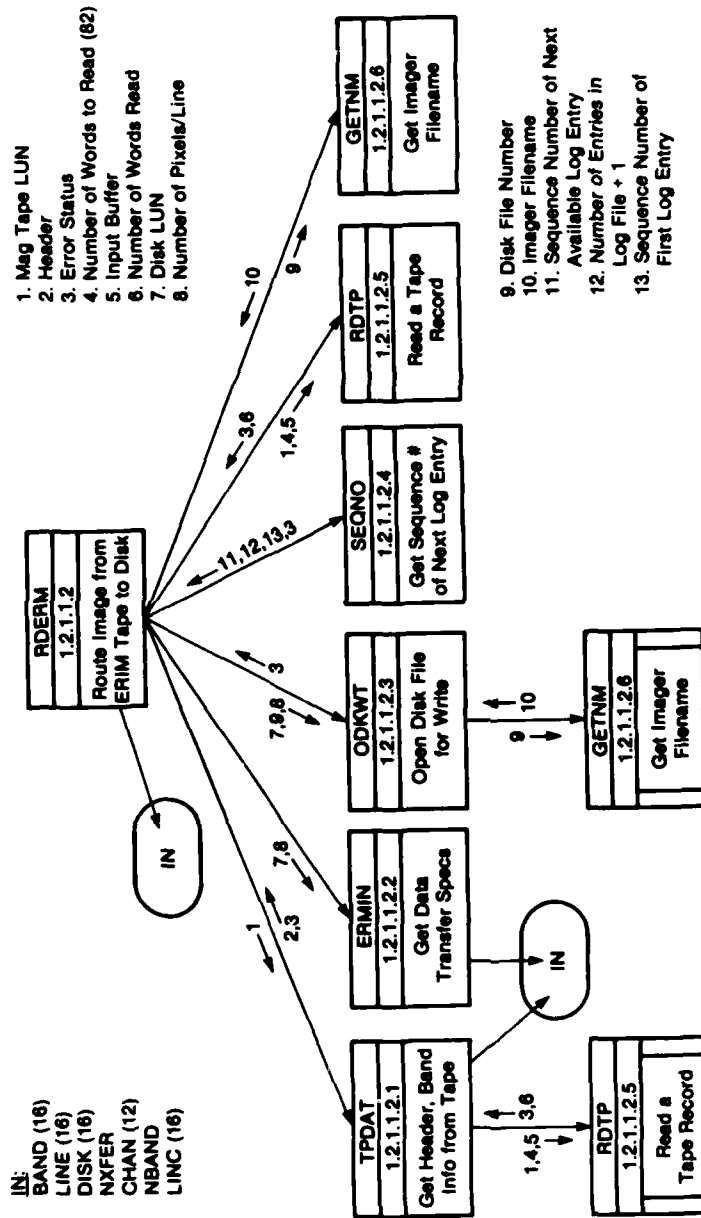 IN:
BAND (16)
LINE (16)
DISK (16)
NXFER
CHAN (12)
NBAND
LINC (16)
1. Mag Tape LUN
2. Header
3. Error Status
4. Number of Words to Read (82)
5. Input Buffer
6. Number of Words Read
7. Disk LUN
8. Number of Pixels/Line
RDERM
1.2.1.1.2
Route Image from
ERIM Tape to Disk
IN
1
2,3
7,8
7,9,8
3
11,12,13,3
3,6
1,4,5
10
9
TPDAT
1.2.1.1.2.1
Get Header, Band
Info from Tape
ERMIN
1.2.1.1.2.2
Get Data
Transfer Specs
ODKWT
1.2.1.1.2.3
Open Disk File
for Write
SEQNO
1.2.1.1.2.4
Get Sequence #
of Next Log Entry
RDTP
1.2.1.1.2.5
Read a Tape
Record
GETNM
1.2.1.1.2.6
Get Imager
Filename
1,4,5
3,6
IN
9
10
RDTP
1.2.1.1.2.5
Read a
Tape Record
GETNM
1.2.1.1.2.6
Get Imager
Filename
9. Disk File Number
10. Imager Filename
11. Sequence Number of Next
Available Log Entry
12. Number of Entries in
Log File + 1
13. Sequence Number of
First Log Entry